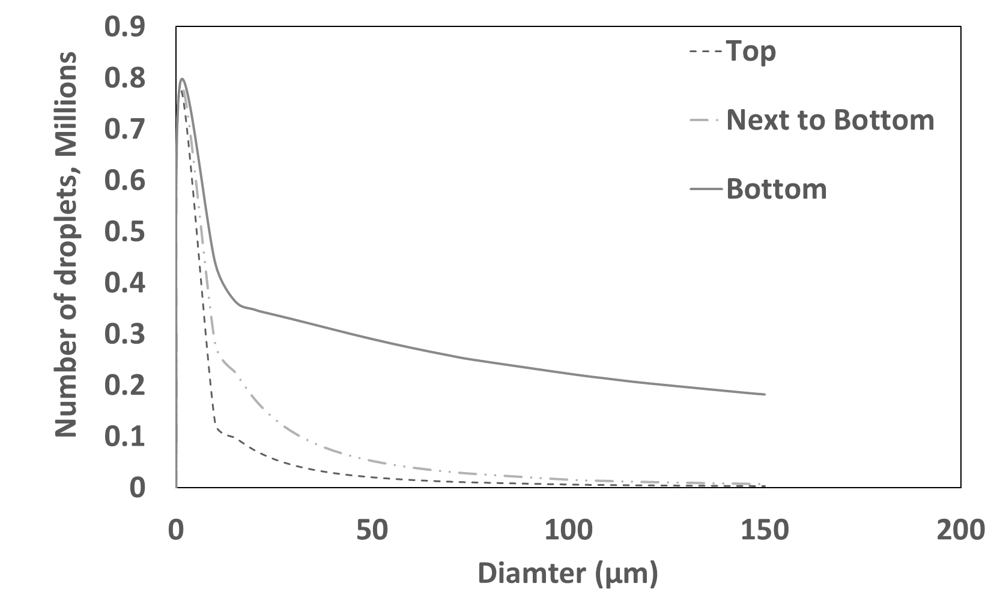 Number of droplets, Millions
0.9
0.8
0.7
0.6
0.5
0.4
0.3
0.2
0.1
0
Top
Next to Bottom
Bottom
0 50 100 150 200
Diamter (µm)